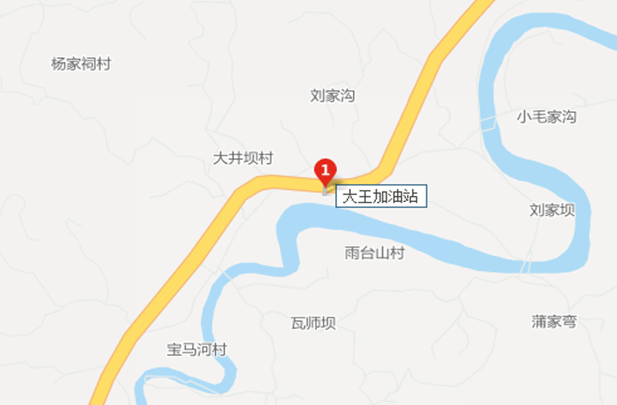 杨家祠村
刘家沟
小毛家沟
大井坝村
1
大王加油站
刘家坝
雨台山村
瓦师坝
蒲家弯
宝马河村